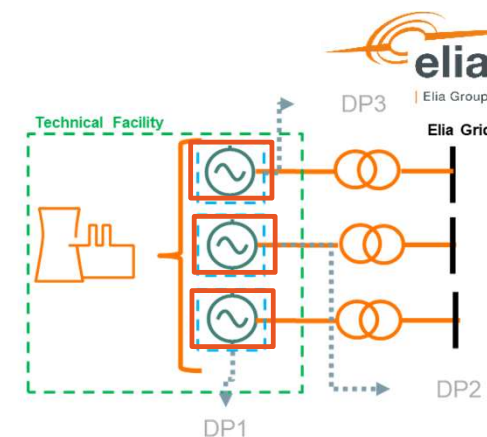 elia
Elia Group
DP3
Technical Facility
Elia Grid
DP2
DP1